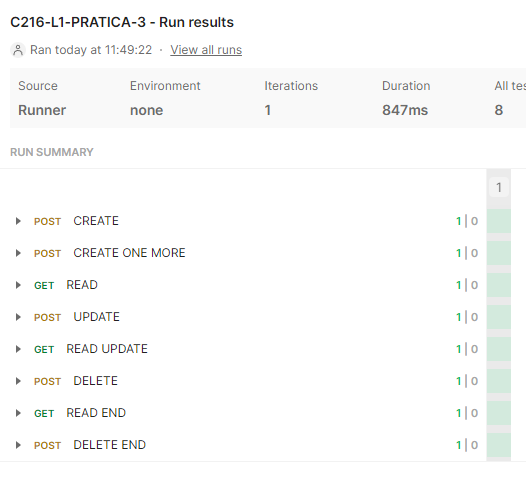 C216-L1-PRATICA-3 - Run results
Ran today at 11:49:22 · View all runs
Source Environment Iterations Duration All tes
Runner none 1 847ms 8
RUN SUMMARY
1
POST CREATE 1 | 0
POST CREATE ONE MORE 1 | 0
GET READ 1 | 0
POST UPDATE 1 | 0
GET READ UPDATE 1 | 0
POST DELETE 1 | 0
GET READ END 1 | 0
POST DELETE END 1 | 0